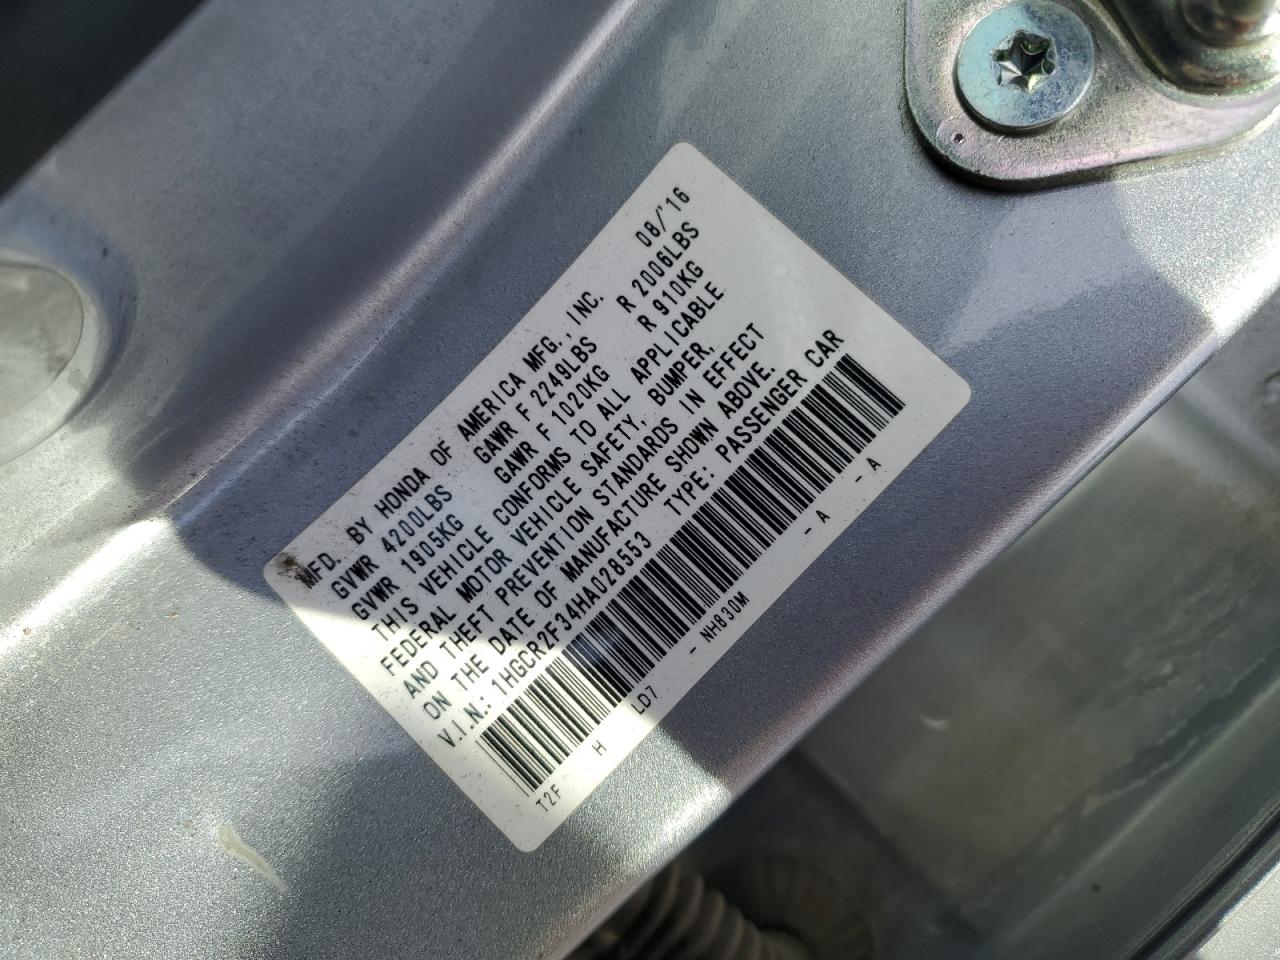 MFD. BY HONDA OF AMERICA MFG., INC. 08/'16
GVWR 4200LBS GAWR F 2249LBS R 2006LBS
GVWR 1905KG GAWR F 1020KG R 910KG
THIS VEHICLE CONFORMS TO ALL APPLICABLE
FEDERAL MOTOR VEHICLE SAFETY, BUMPER,
AND THEFT PREVENTION STANDARDS IN EFFECT
ON THE DATE OF MANUFACTURE SHOWN ABOVE.
V.I.N.: 1HGCR2F34HA028553 TYPE: PASSENGER CAR
T2F H LD7 - NH830M - A - A